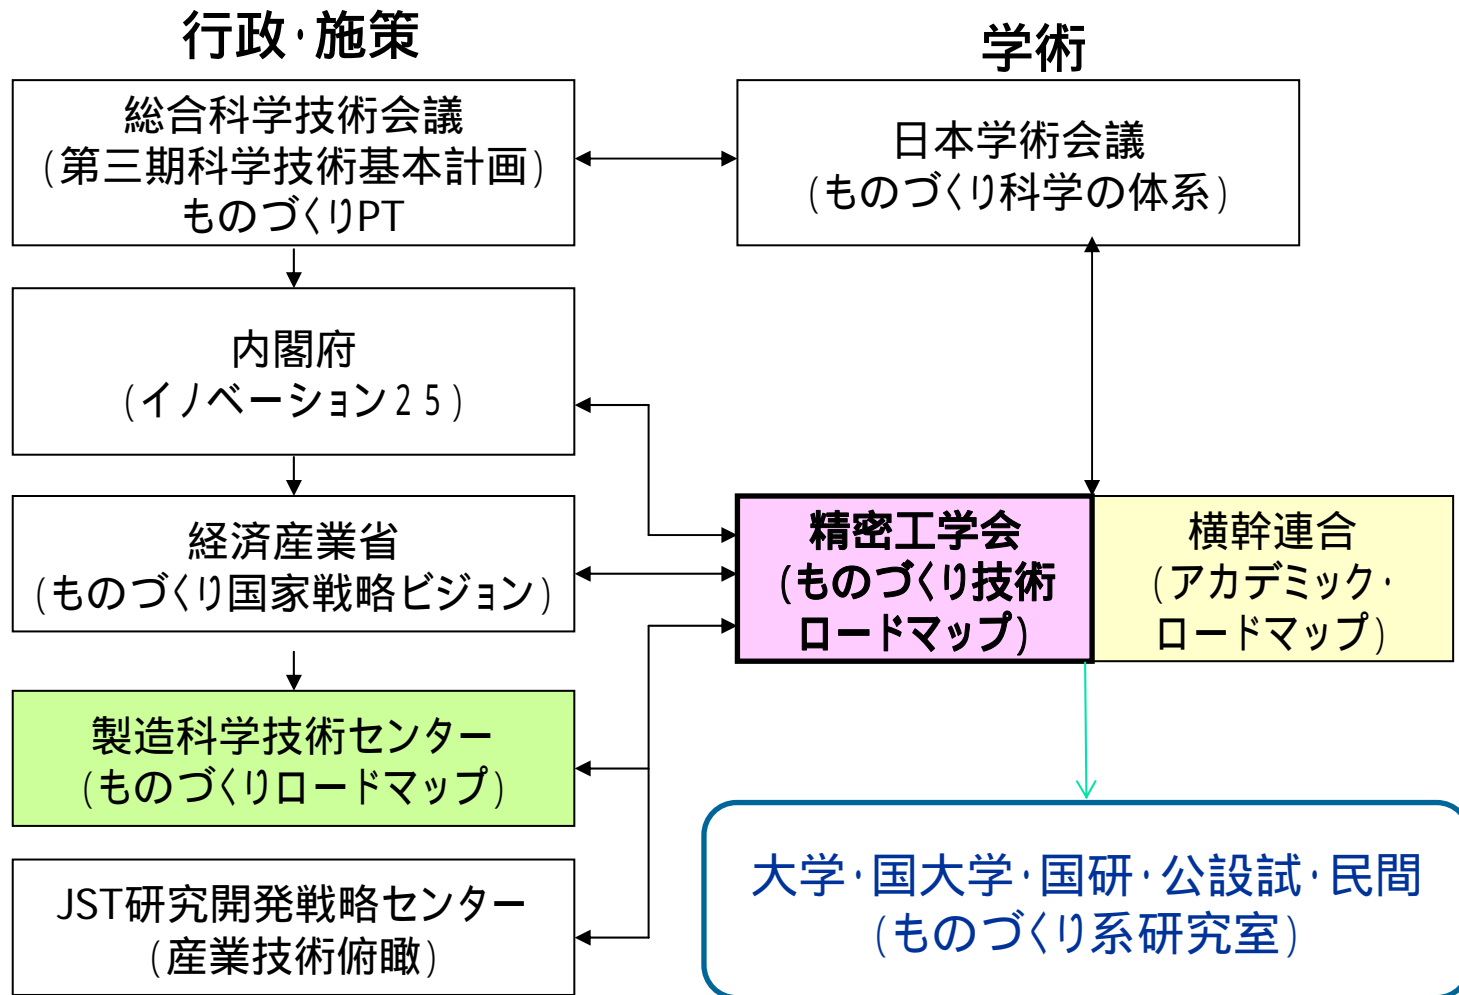 行政・施策
総合科学技術会議
(第三期科学技術基本計画)
ものづくりPT
内閣府
(イノベーション２５)
経済産業省
(ものづくり国家戦略ビジョン)
製造科学技術センター
(ものづくりロードマップ)
JST研究開発戦略センター
(産業技術俯瞰)
学術
日本学術会議
(ものづくり科学の体系)
精密工学会
(ものづくり技術
ロードマップ)
横幹連合
(アカデミック・
ロードマップ)
大学・国大学・国研・公設試・民間
(ものづくり系研究室)